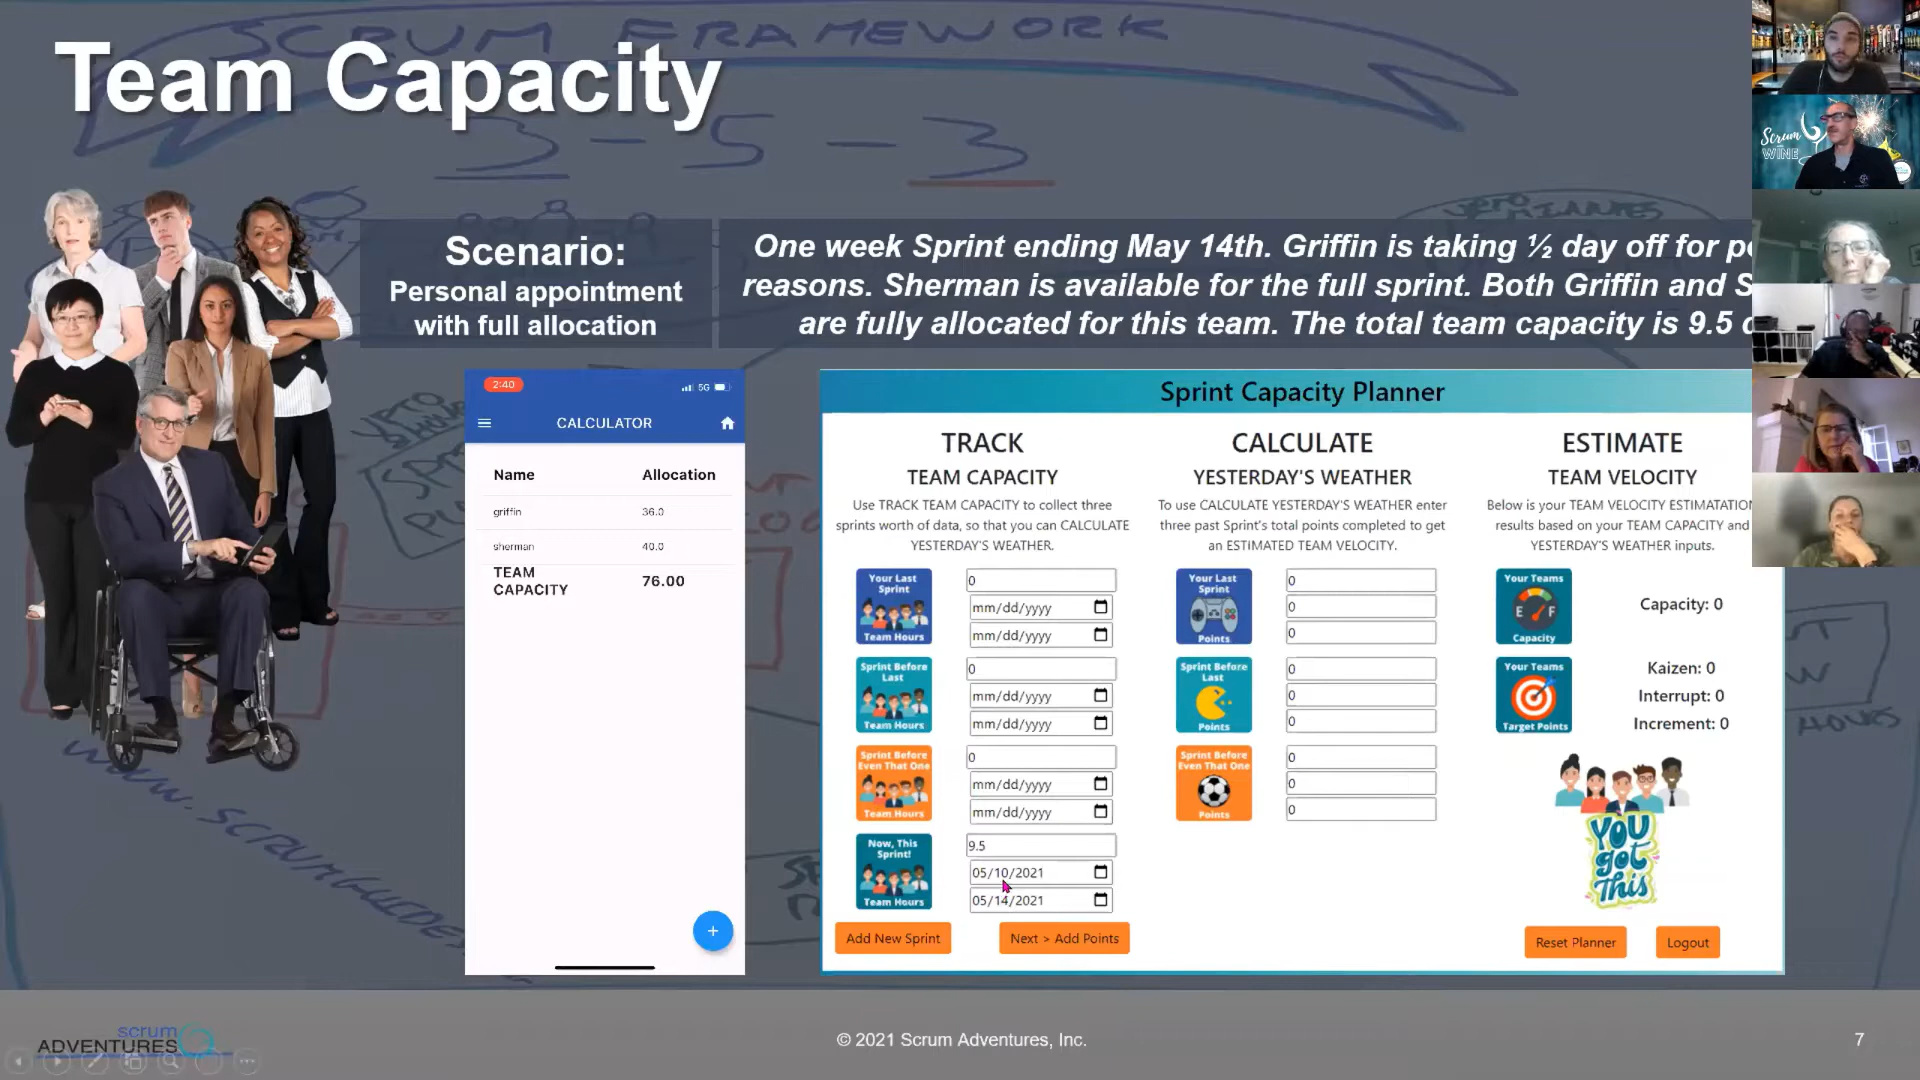 SCRUM FRAMEWORK
Team Capacity
3 - 5 - 3
Scenario:
Personal appointment
with full allocation
One week Sprint ending May 14th. Griffin is taking ½ day off for
reasons. Sherman is available for the full sprint. Both Griffin and
are fully allocated for this team. The total team capacity is 9.5
2:40
5G
CALCULATOR
Name Allocation
griffin 36.0
sherman 40.0
TEAM
CAPACITY 76.00
+
Sprint Capacity Planner
TRACK
TEAM CAPACITY
Use TRACK TEAM CAPACITY to collect three
sprints worth of data, so that you can CALCULATE
YESTERDAY'S WEATHER.
Your Last
Sprint
Team Hours
0
mm/dd/yyyy
mm/dd/yyyy
Sprint Before
Last
Team Hours
0
mm/dd/yyyy
mm/dd/yyyy
Sprint Before
Even That One
Team Hours
0
mm/dd/yyyy
mm/dd/yyyy
Now, This
Sprint!
Team Hours
9.5
05/10/2021
05/14/2021
Add New Sprint
Next > Add Points
CALCULATE
YESTERDAY'S WEATHER
To use CALCULATE YESTERDAY'S WEATHER enter
three past Sprint's total points completed to get
an ESTIMATED TEAM VELOCITY.
Your Last
Sprint
Points
0
0
0
Sprint Before
Last
Points
0
0
0
Sprint Before
Even That One
Points
0
0
0
ESTIMATE
TEAM VELOCITY
Below is your TEAM VELOCITY ESTIMATATION
results based on your TEAM CAPACITY and
YESTERDAY'S WEATHER inputs.
Your Teams
E F
Capacity
Capacity: 0
Your Teams
Target Points
Kaizen: 0
Interrupt: 0
Increment: 0
YOU
got
this
Reset Planner
Logout
Scrum
WINE
HOURS
scrum
ADVENTURES
© 2021 Scrum Adventures, Inc.
7